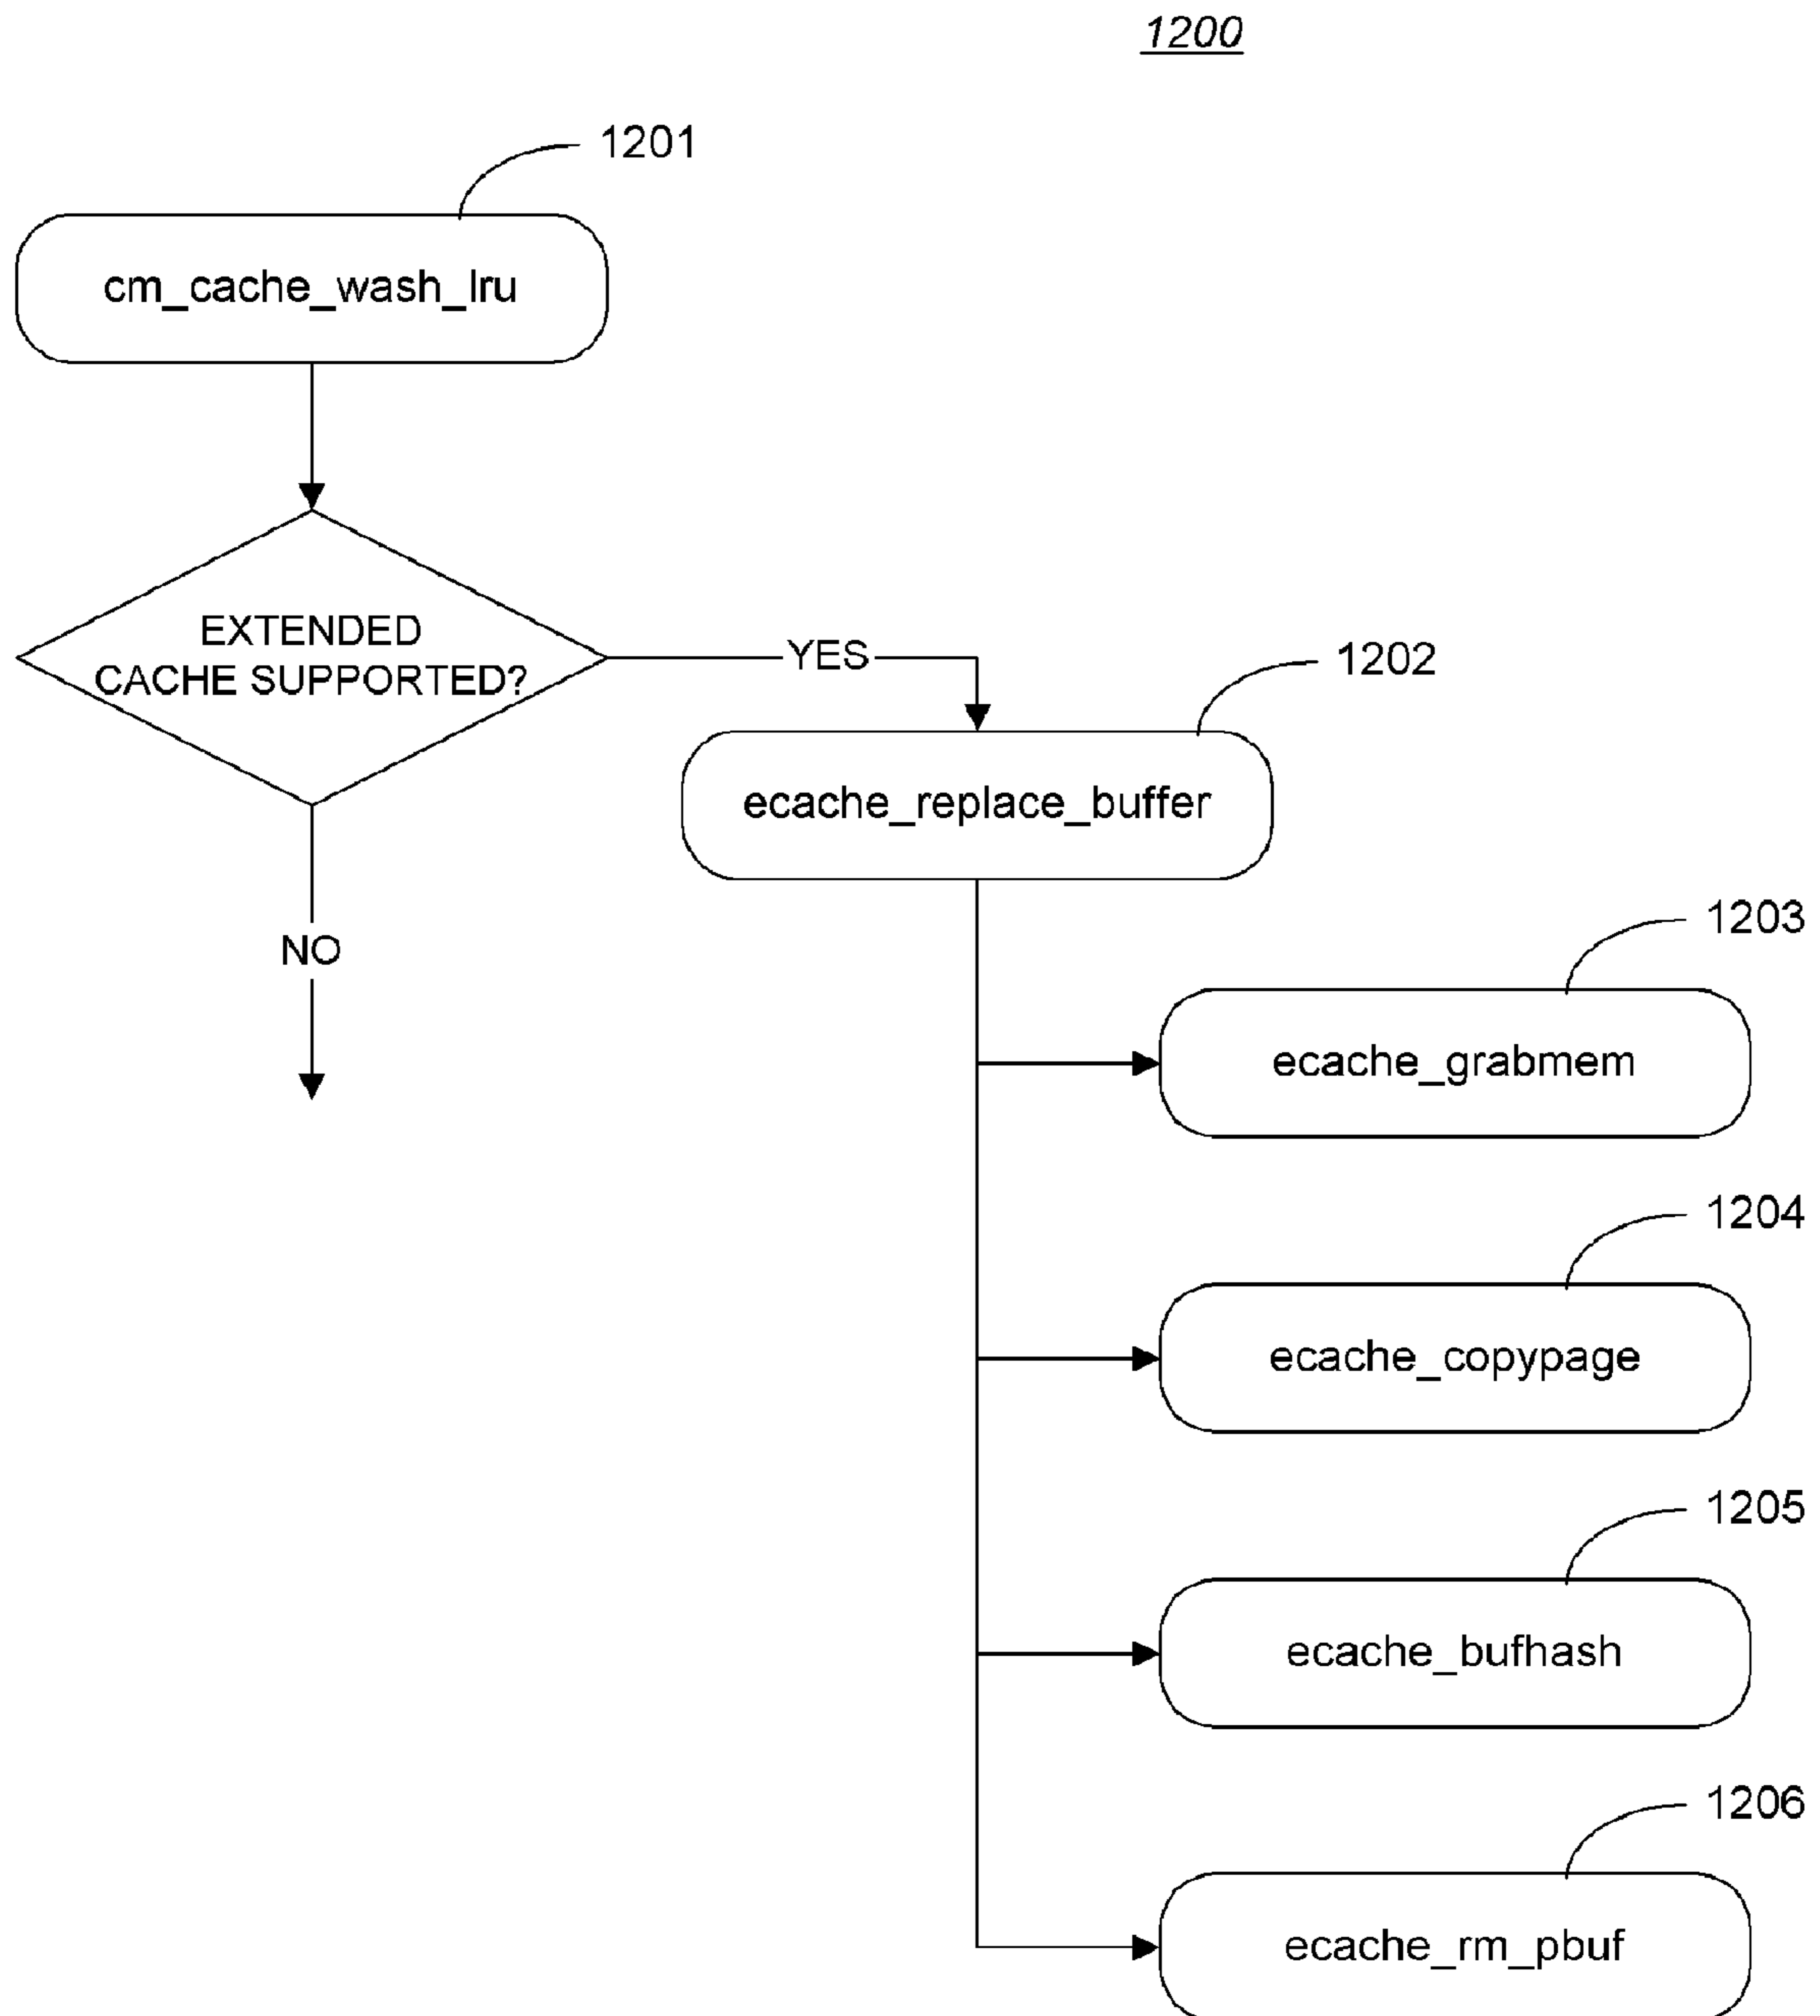 1200
1201
cm_cache_wash_lru
EXTENDED
CACHE SUPPORTED?
YES
1202
ecache_replace_buffer
NO
1203
ecache_grabmem
1204
ecache_copypage
1205
ecache_bufhash
1206
ecache_rm_pbuf